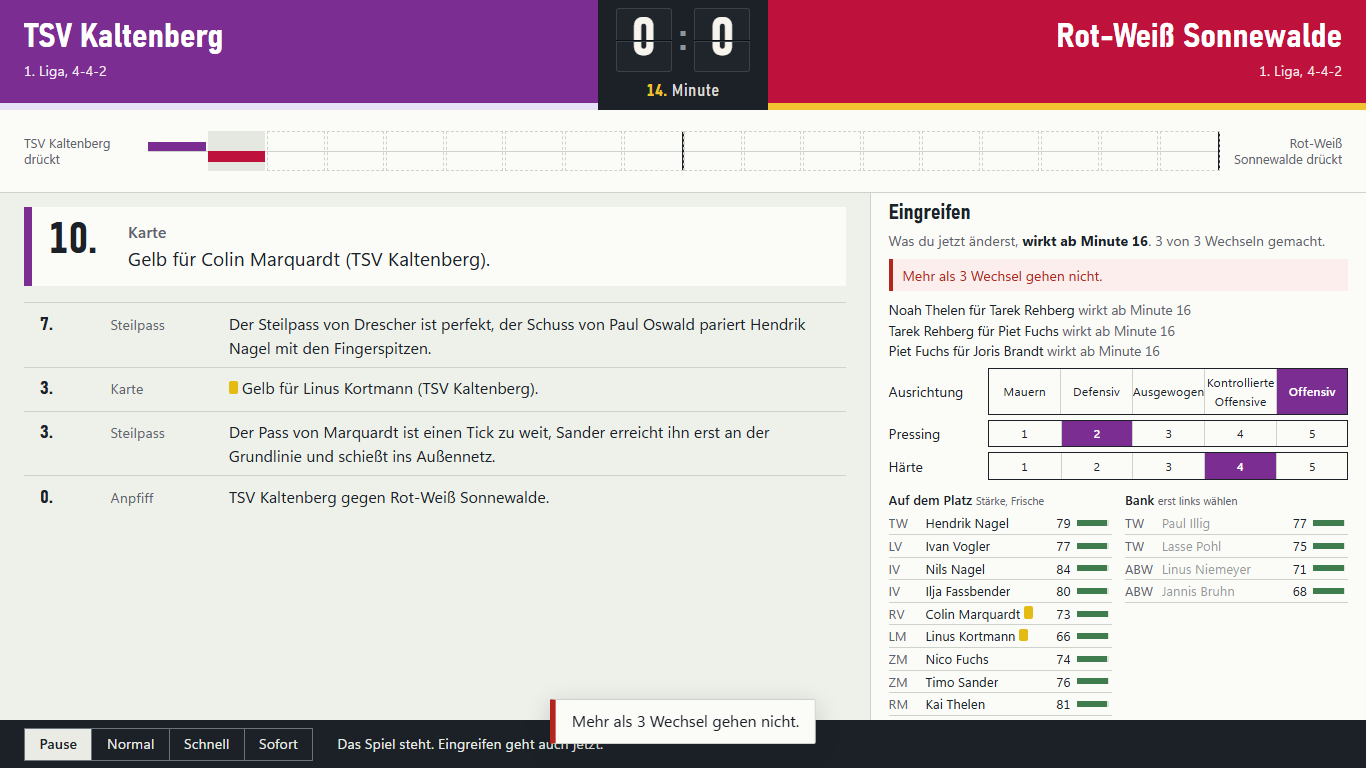 TSV Kaltenberg
1. Liga, 4-4-2
0 : 0
14. Minute
Rot-Weiß Sonnewalde
1. Liga, 4-4-2
TSV Kaltenberg
drückt
Rot-Weiß
Sonnewalde drückt
10.
Karte
Gelb für Colin Marquardt (TSV Kaltenberg).
7. Steilpass Der Steilpass von Drescher ist perfekt, der Schuss von Paul Oswald pariert Hendrik
Nagel mit den Fingerspitzen.
3. Karte Gelb für Linus Kortmann (TSV Kaltenberg).
3. Steilpass Der Pass von Marquardt ist einen Tick zu weit, Sander erreicht ihn erst an der
Grundlinie und schießt ins Außennetz.
0. Anpfiff TSV Kaltenberg gegen Rot-Weiß Sonnewalde.
Eingreifen
Was du jetzt änderst, wirkt ab Minute 16. 3 von 3 Wechseln gemacht.
Mehr als 3 Wechsel gehen nicht.
Noah Thelen für Tarek Rehberg wirkt ab Minute 16
Tarek Rehberg für Piet Fuchs wirkt ab Minute 16
Piet Fuchs für Joris Brandt wirkt ab Minute 16
Ausrichtung Mauern Defensiv Ausgewogen Kontrollierte Offensive Offensiv
Pressing 1 2 3 4 5
Härte 1 2 3 4 5
Auf dem Platz Stärke, Frische
TW Hendrik Nagel 79
LV Ivan Vogler 77
IV Nils Nagel 84
IV Ilja Fassbender 80
RV Colin Marquardt 73
LM Linus Kortmann 66
ZM Nico Fuchs 74
ZM Timo Sander 76
RM Kai Thelen 81
Bank erst links wählen
TW Paul Illig 77
TW Lasse Pohl 75
ABW Linus Niemeyer 71
ABW Jannis Bruhn 68
Pause Normal Schnell Sofort
Das Spiel steht. Eingreifen geht auch jetzt.
Mehr als 3 Wechsel gehen nicht.